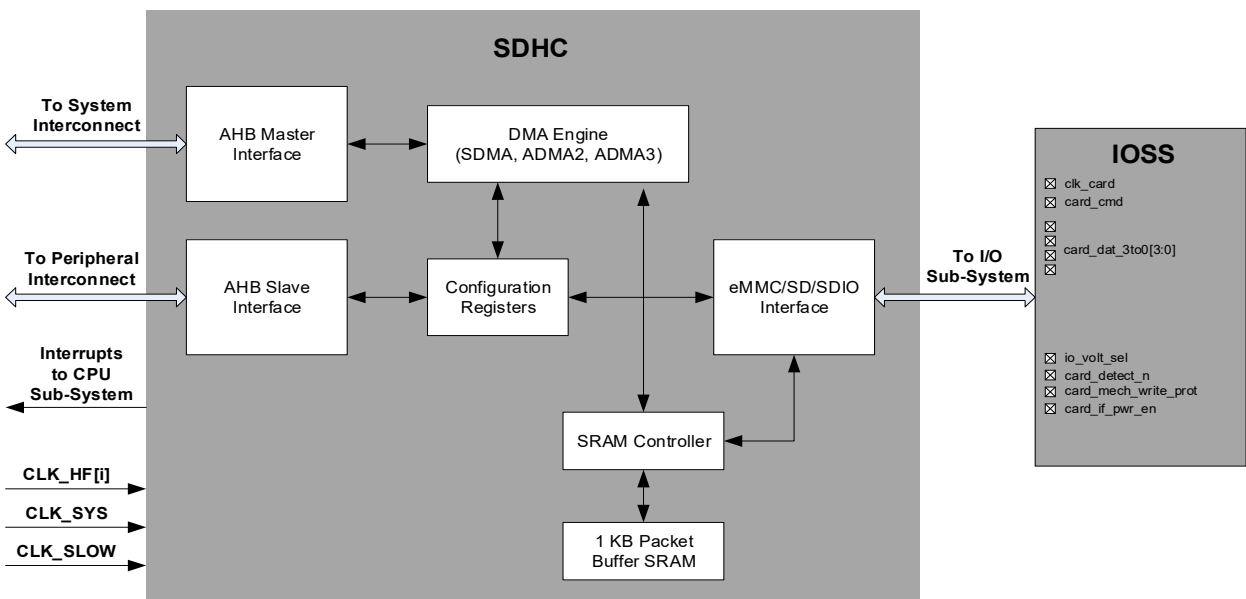 SDHC
To System
Interconnect
AHB Master
Interface
DMA Engine
(SDMA, ADMA2, ADMA3)
To Peripheral
Interconnect
AHB Slave
Interface
Configuration
Registers
eMMC/SD/SDIO
Interface
To I/O
Sub-System
Interrupts
to CPU
Sub-System
SRAM Controller
CLK_HF[i]
CLK_SYS
CLK_SLOW
1 KB Packet
Buffer SRAM
IOSS
clk_card
card_cmd
card_dat_3to0[3:0]
io_volt_sel
card_detect_n
card_mech_write_prot
card_if_pwr_en